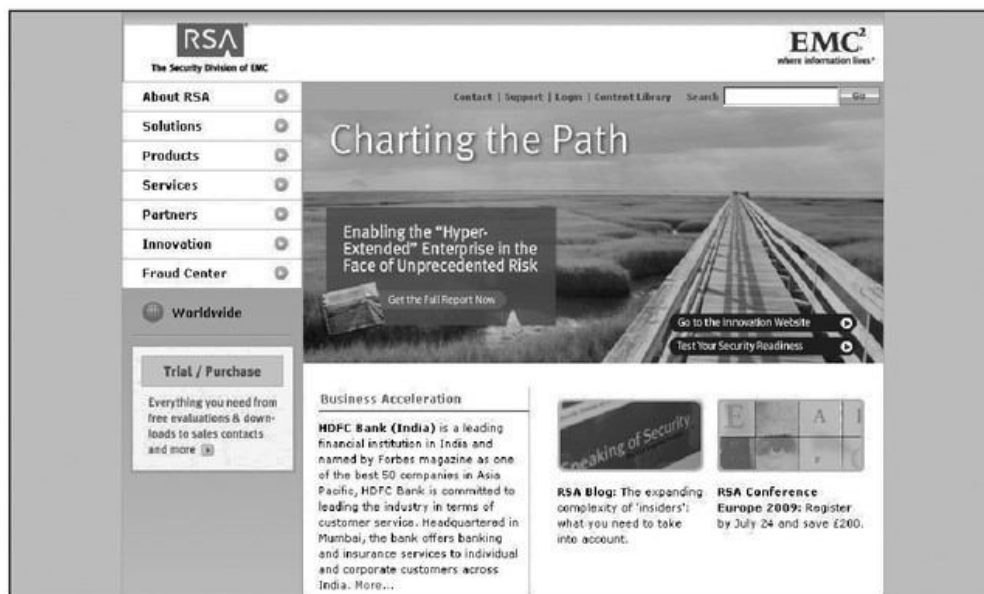 RSA
The Security Division of EMC
EMC²
where information lives®
About RSA
Solutions
Products
Services
Partners
Innovation
Fraud Center
Worldwide
Trial / Purchase
Everything you need from
free evaluations & down-
loads to sales contacts
and more
Contact | Support | Login | Content Library Search Go
Charting the Path
Enabling the “Hyper-
Extended” Enterprise in the
Face of Unprecedented Risk
Get the Full Report Now
Go to the Innovation Website
Test Your Security Readiness
Business Acceleration
HDFC Bank (India) is a leading
financial institution in India and
named by Forbes magazine as one
of the best 50 companies in Asia
Pacific, HDFC Bank is committed to
leading the industry in terms of
customer service. Headquartered in
Mumbai, the bank offers banking
and insurance services to individual
and corporate customers across
India. More...
Speaking of Security
RSA Blog: The expanding
complexity of 'insiders':
what you need to take
into account.
E A
RSA Conference
Europe 2009: Register
by July 24 and save £200.